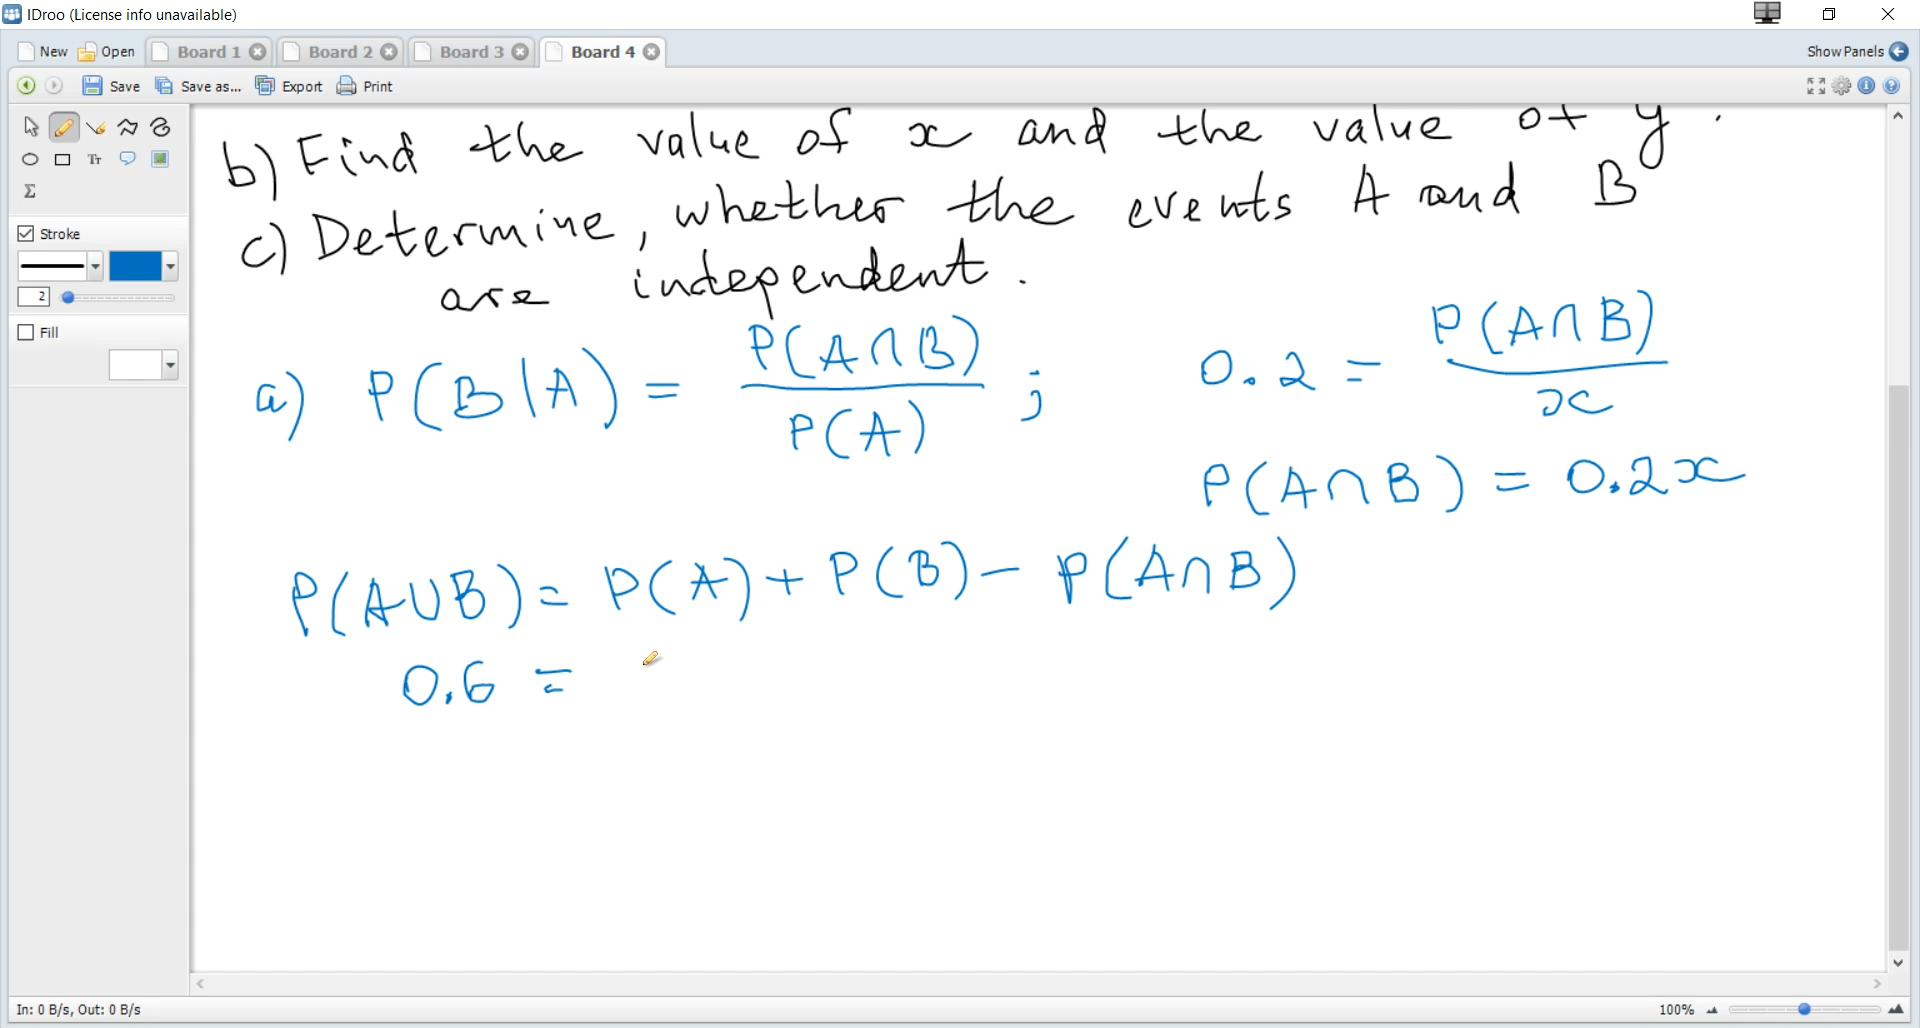 IDroo (License info unavailable)
New Open Board 1 Board 2 Board 3 Board 4 Show Panels
Save Save as... Export Print
Tr
Σ
Stroke
2
Fill
b) Find the value of x and the value of y.
c) Determine, whether the events A and B
are independent.
a) P(B|A) = P(A∩B) / P(A) ; 0.2 = P(A∩B) / x
P(A∩B) = 0.2x
P(A∪B) = P(A) + P(B) − P(A∩B)
0.6 =
In: 0 B/s, Out: 0 B/s 100%